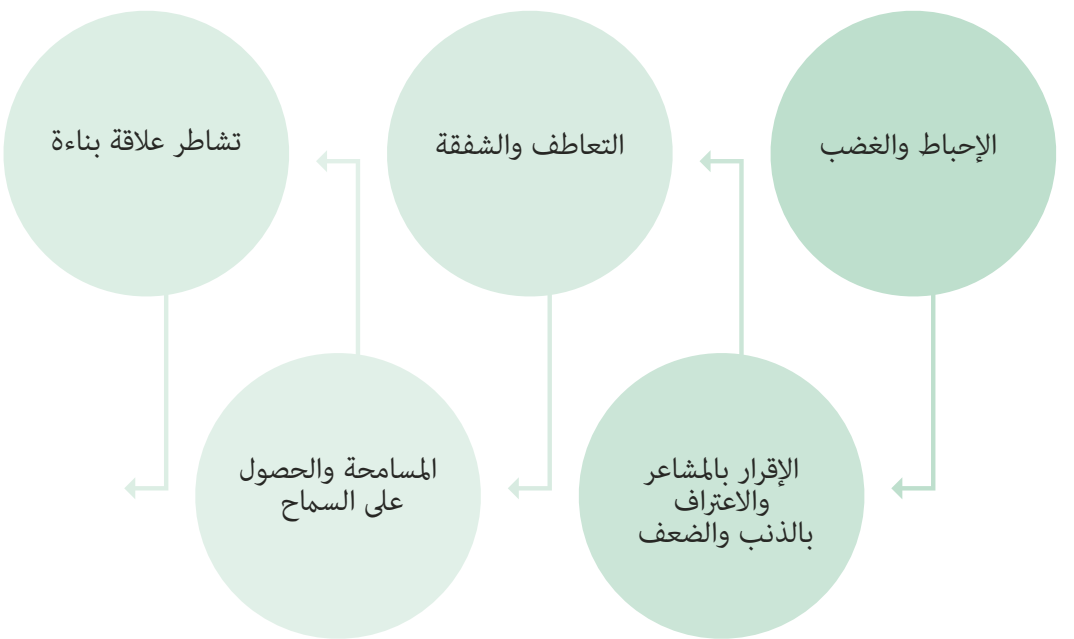 الإحباط والغضب
الإقرار بالمشاعر
والاعتراف
بالذنب والضعف
التعاطف والشفقة
المسامحة والحصول
على السماح
تشاطر علاقة بناءة